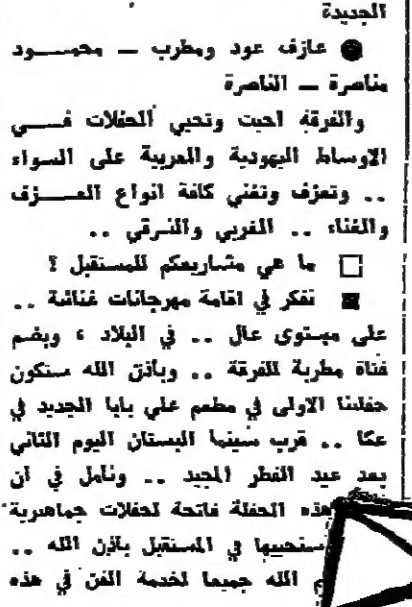 الجديدة
● عازف عود ومطرب — محمـــود
مناصرة — الناصرة
والفرقة احيت وتحيي الحفلات فـــي
الاوساط اليهودية والعربية على السواء
.. وتعزف وتغني كافة انواع العـــزف
والغناء .. الغربي والشرقي ..
□ ما هي مشاريعكم للمستقبل ؟
■ نفكر في اقامة مهرجانات غنائية ..
على مستوى عال .. في البلاد ، وبضم
فتاة مطربة للفرقة .. وباذن الله ستكون
حفلتنا الاولى في مطعم علي بابا الجديد في
عكا .. قرب سينما البستان اليوم الثاني
بعد عيد الفطر المجيد .. ونأمل في ان
هذه الحفلة فاتحة لحفلات جماهيرية
سنحييها في المستقبل باذن الله ..
الله جميعا لخدمة الفن في هذه